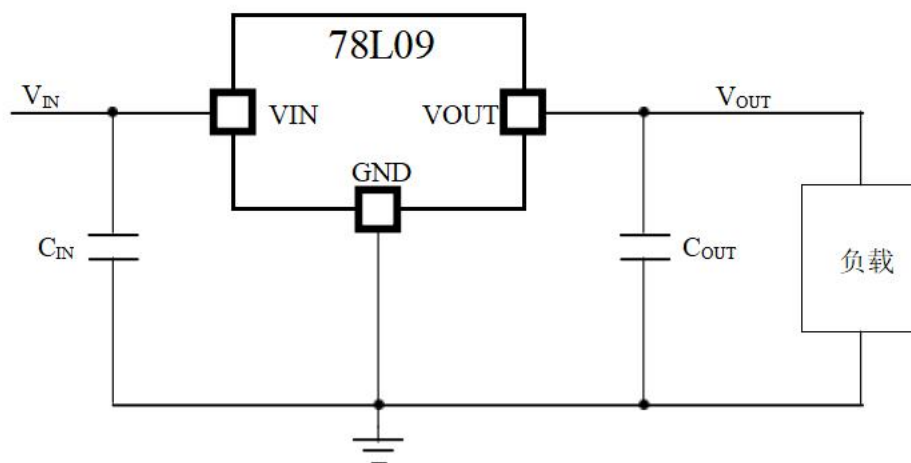 78L09
V_IN
VIN
VOUT
V_OUT
GND
C_IN
C_OUT
负载